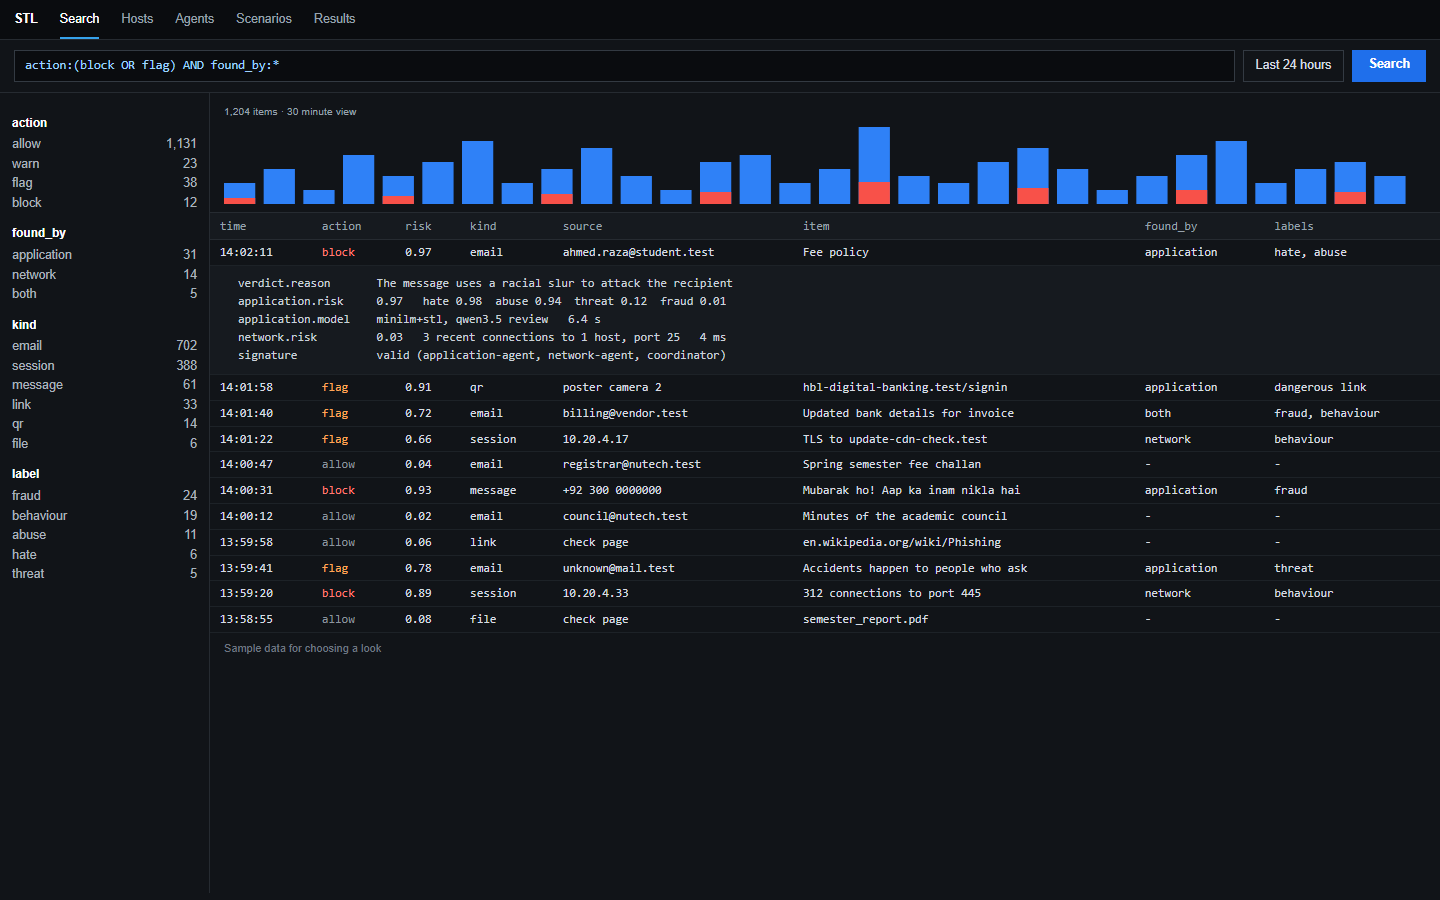 STL Search Hosts Agents Scenarios Results
action:(block OR flag) AND found_by:* Last 24 hours Search
action
allow 1,131
warn 23
flag 38
block 12
found_by
application 31
network 14
both 5
kind
email 702
session 388
message 61
link 33
qr 14
file 6
label
fraud 24
behaviour 19
abuse 11
hate 6
threat 5
1,204 items · 30 minute view
time action risk kind source item found_by labels
14:02:11 block 0.97 email ahmed.raza@student.test Fee policy application hate, abuse
verdict.reason The message uses a racial slur to attack the recipient
application.risk 0.97 hate 0.98 abuse 0.94 threat 0.12 fraud 0.01
application.model minilm+stl, qwen3.5 review 6.4 s
network.risk 0.03 3 recent connections to 1 host, port 25 4 ms
signature valid (application-agent, network-agent, coordinator)
14:01:58 flag 0.91 qr poster camera 2 hbl-digital-banking.test/signin application dangerous link
14:01:40 flag 0.72 email billing@vendor.test Updated bank details for invoice both fraud, behaviour
14:01:22 flag 0.66 session 10.20.4.17 TLS to update-cdn-check.test network behaviour
14:00:47 allow 0.04 email registrar@nutech.test Spring semester fee challan - -
14:00:31 block 0.93 message +92 300 0000000 Mubarak ho! Aap ka inam nikla hai application fraud
14:00:12 allow 0.02 email council@nutech.test Minutes of the academic council - -
13:59:58 allow 0.06 link check page en.wikipedia.org/wiki/Phishing - -
13:59:41 flag 0.78 email unknown@mail.test Accidents happen to people who ask application threat
13:59:20 block 0.89 session 10.20.4.33 312 connections to port 445 network behaviour
13:58:55 allow 0.08 file check page semester_report.pdf - -
Sample data for choosing a look